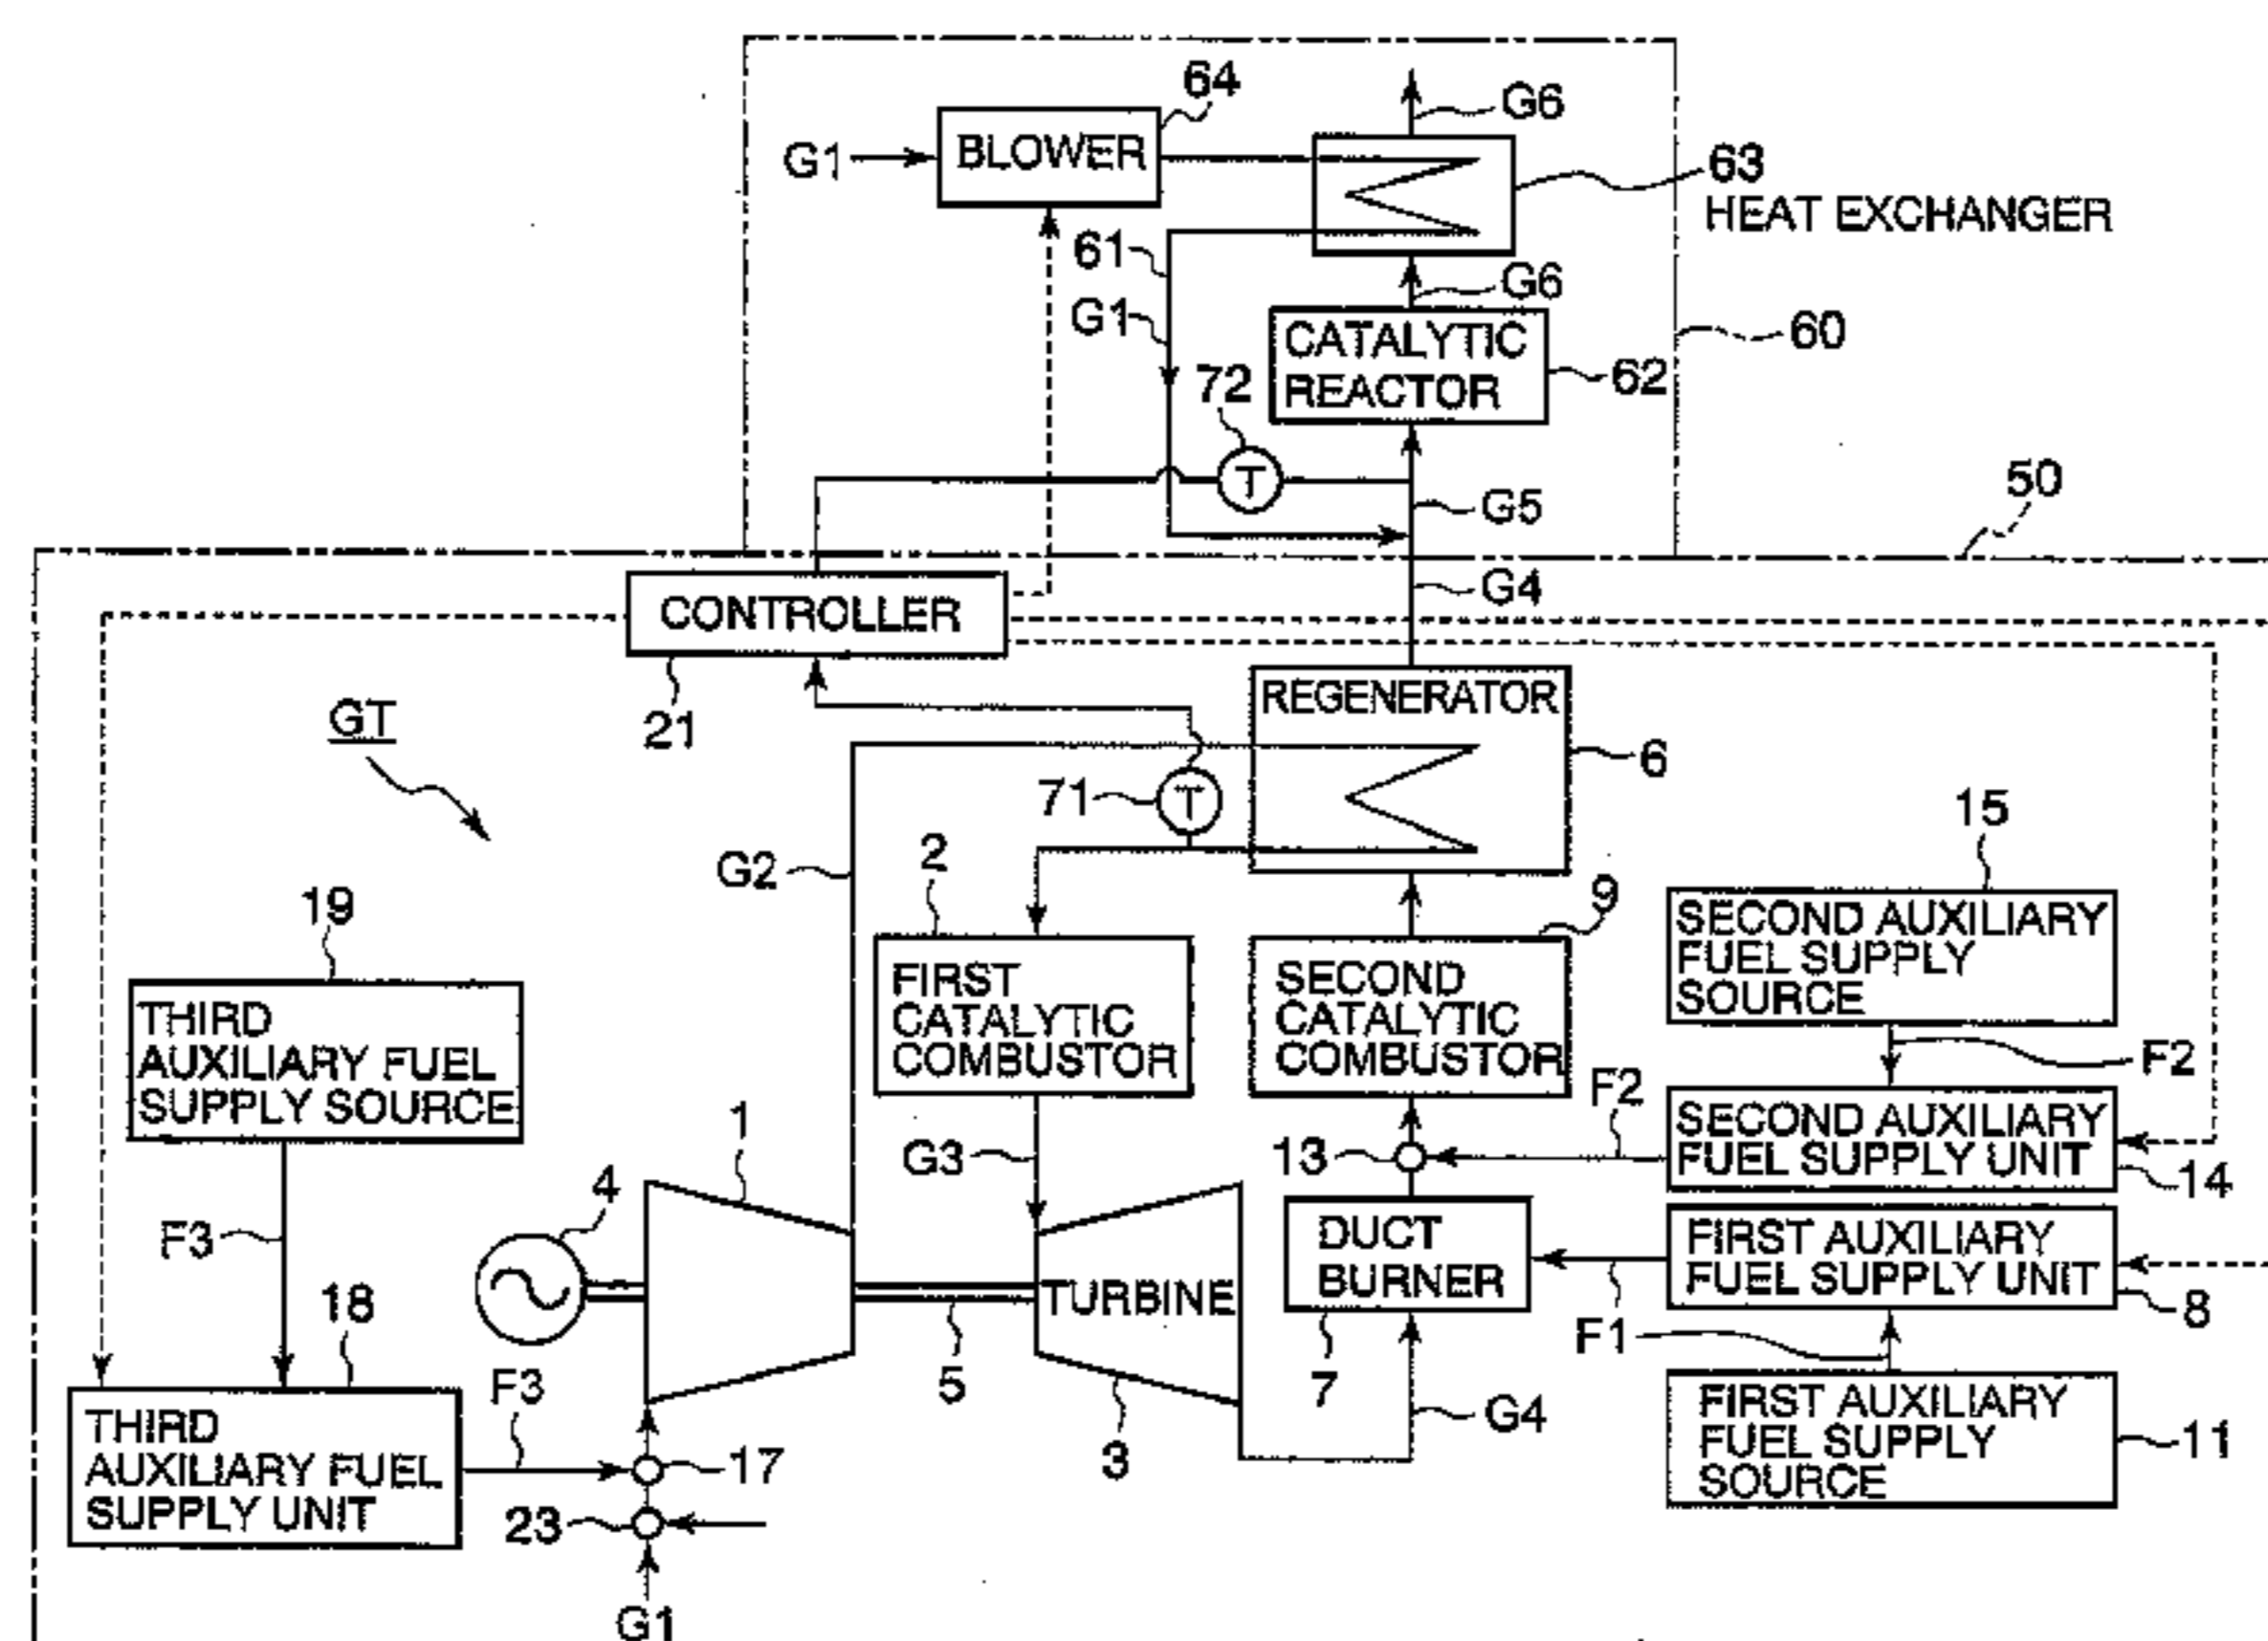 64
G6
BLOWER
G1
63
HEAT EXCHANGER
61
G6
G1
CATALYTIC
REACTOR
60
62
72
T
G5
50
G4
CONTROLLER
21
REGENERATOR
6
GT
71
T
2
G2
15
9
19
SECOND AUXILIARY
FUEL SUPPLY
SOURCE
FIRST
CATALYTIC
COMBUSTOR
SECOND
CATALYTIC
COMBUSTOR
THIRD
AUXILIARY FUEL
SUPPLY SOURCE
F2
F2
1
SECOND AUXILIARY
FUEL SUPPLY UNIT
14
G3
13
4
F3
DUCT
BURNER
FIRST AUXILIARY
FUEL SUPPLY UNIT
8
TURBINE
18
F1
5
7
F3
G4
3
FIRST AUXILIARY
FUEL SUPPLY
SOURCE
11
THIRD
AUXILIARY FUEL
SUPPLY UNIT
17
23
G1